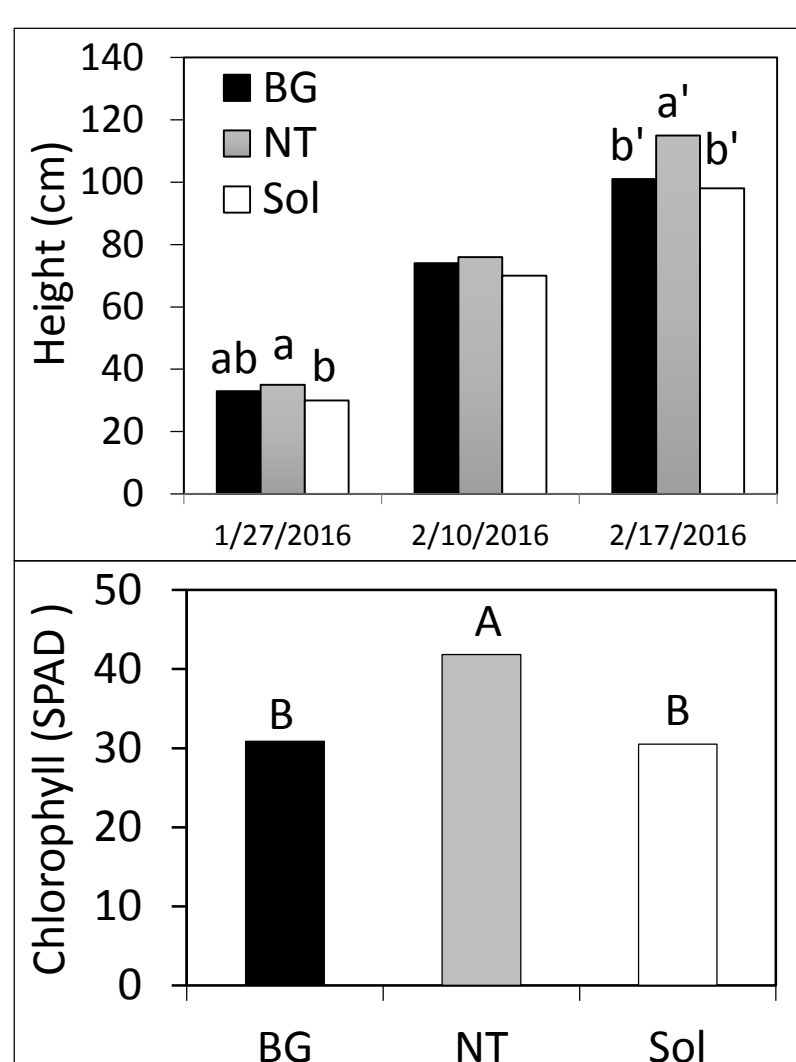 Height (cm)
140
120
100
80
60
40
20
0
BG
NT
Sol
ab
a
b
b'
a'
b'
1/27/2016
2/10/2016
2/17/2016
Chlorophyll (SPAD )
50
40
30
20
10
0
B
A
B
BG
NT
Sol